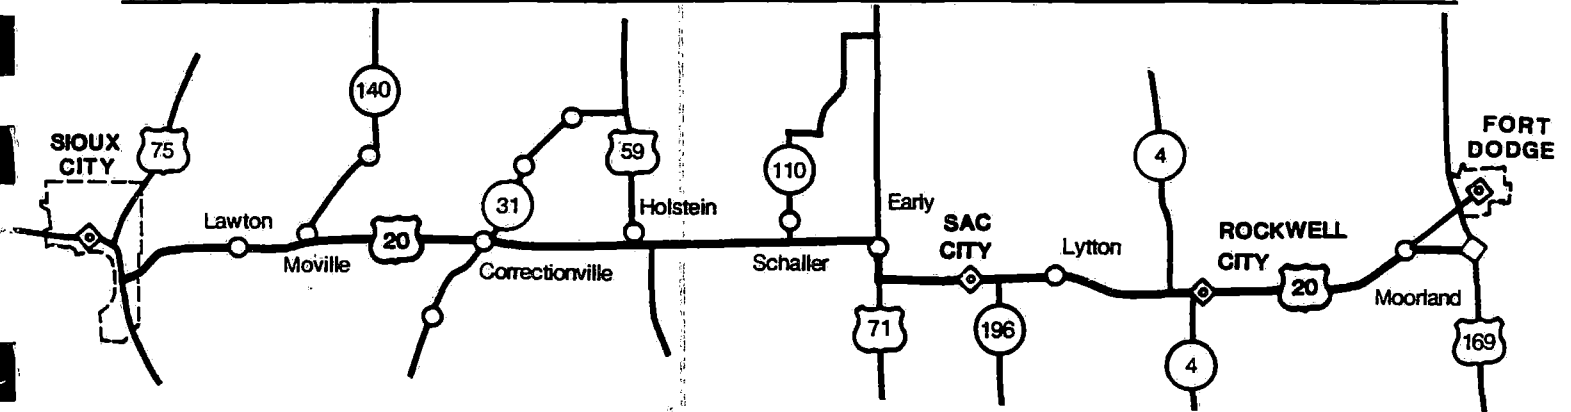 140
SIOUX
CITY
75
59
110
4
FORT
DODGE
31
Lawton
Holstein
Early
SAC
CITY
Lytton
ROCKWELL
CITY
20
Moville
Correctionville
Schaller
20
Moorland
71
196
4
169